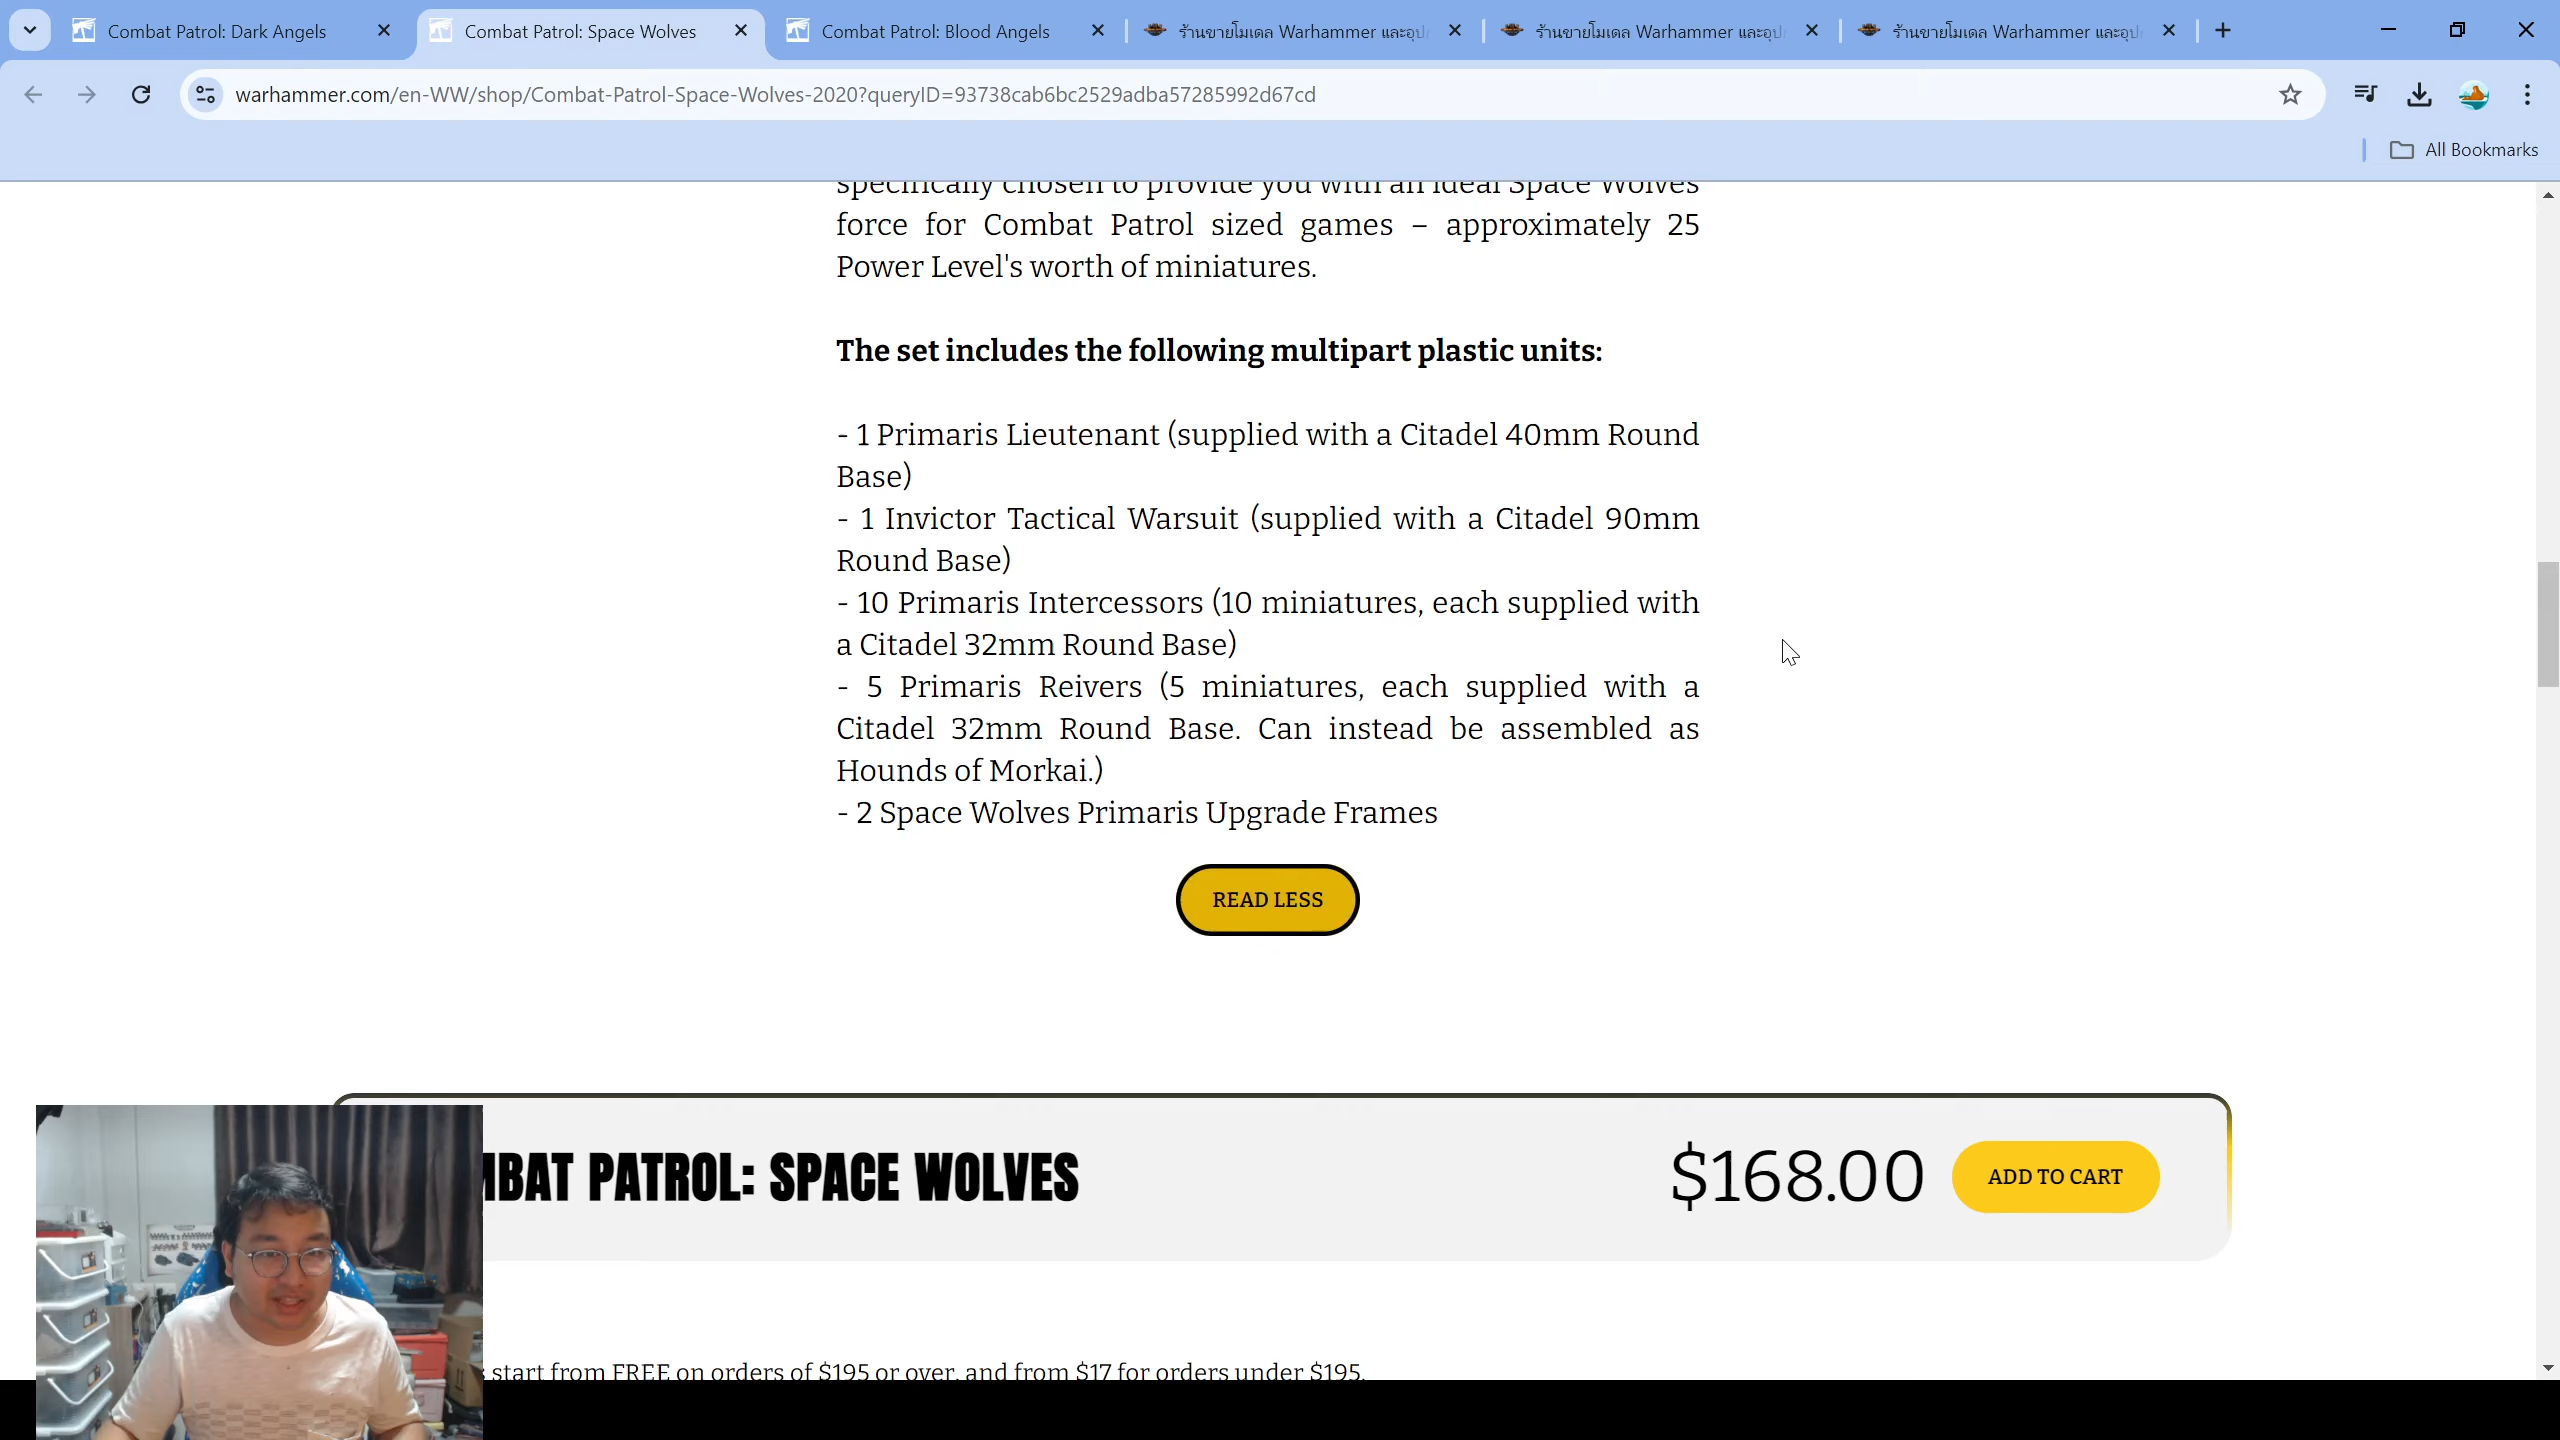 Combat Patrol: Dark Angels
Combat Patrol: Space Wolves
Combat Patrol: Blood Angels
ร้านขายโมเดล Warhammer และอุป
ร้านขายโมเดล Warhammer และอุป
ร้านขายโมเดล Warhammer และอุป
warhammer.com/en-WW/shop/Combat-Patrol-Space-Wolves-2020?queryID=93738cab6bc2529adba57285992d67cd
All Bookmarks
specifically chosen to provide you with an ideal Space Wolves
force for Combat Patrol sized games – approximately 25
Power Level's worth of miniatures.
The set includes the following multipart plastic units:
- 1 Primaris Lieutenant (supplied with a Citadel 40mm Round
Base)
- 1 Invictor Tactical Warsuit (supplied with a Citadel 90mm
Round Base)
- 10 Primaris Intercessors (10 miniatures, each supplied with
a Citadel 32mm Round Base)
- 5 Primaris Reivers (5 miniatures, each supplied with a
Citadel 32mm Round Base. Can instead be assembled as
Hounds of Morkai.)
- 2 Space Wolves Primaris Upgrade Frames
READ LESS
MBAT PATROL: SPACE WOLVES
$168.00
ADD TO CART
start from FREE on orders of $195 or over, and from $17 for orders under $195.